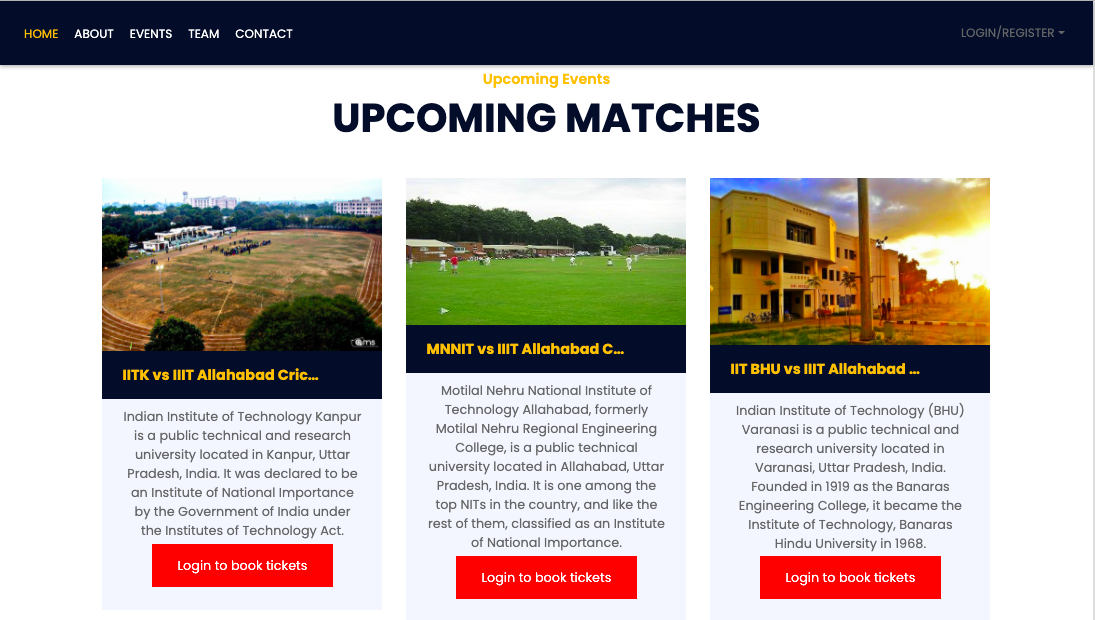 HOME ABOUT EVENTS TEAM CONTACT LOGIN/REGISTER
Upcoming Events
UPCOMING MATCHES
IITK vs IIIT Allahabad Cric...
Indian Institute of Technology Kanpur
is a public technical and research
university located in Kanpur, Uttar
Pradesh, India. It was declared to be
an Institute of National Importance
by the Government of India under
the Institutes of Technology Act.
Login to book tickets
MNNIT vs IIIT Allahabad C...
Motilal Nehru National Institute of
Technology Allahabad, formerly
Motilal Nehru Regional Engineering
College, is a public technical
university located in Allahabad, Uttar
Pradesh, India. It is one among the
top NITs in the country, and like the
rest of them, classified as an Institute
of National Importance.
Login to book tickets
IIT BHU vs IIIT Allahabad ...
Indian Institute of Technology (BHU)
Varanasi is a public technical and
research university located in
Varanasi, Uttar Pradesh, India.
Founded in 1919 as the Banaras
Engineering College, it became the
Institute of Technology, Banaras
Hindu University in 1968.
Login to book tickets